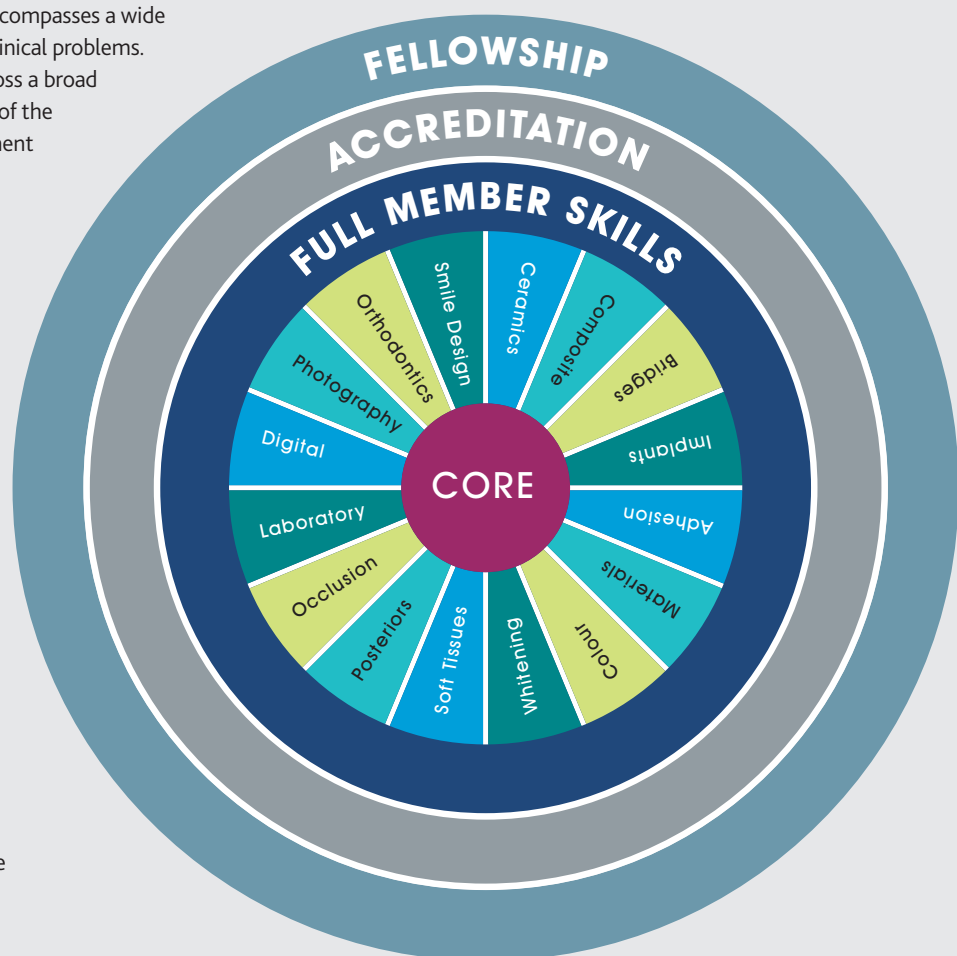 compasses a wide
inical problems.
oss a broad
of the
nent
FELLOWSHIP
ACCREDITATION
FULL MEMBER SKILLS
Smile Design
Ceramics
Composite
Bridges
Implants
Adhesion
Materials
Colour
Whitening
Soft Tissues
Posteriors
Occlusion
Laboratory
Digital
Photography
Orthodontics
CORE
e